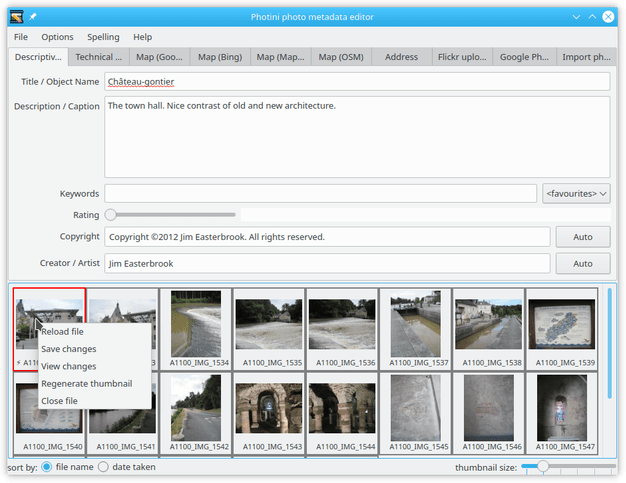 Photini photo metadata editor
File Options Spelling Help
Descriptiv... Technical ... Map (Goo... Map (Bing) Map (Map... Map (OSM) Address Flickr uplo... Google Ph... Import ph...
Title / Object Name Château-gontier
Description / Caption The town hall. Nice contrast of old and new architecture.
Keywords <favourites>
Rating
Copyright Copyright ©2012 Jim Easterbrook. All rights reserved. Auto
Creator / Artist Jim Easterbrook Auto
Reload file
Save changes
View changes
Regenerate thumbnail
Close file
A1100_IMG_1534 A1100_IMG_1535 A1100_IMG_1536 A1100_IMG_1537 A1100_IMG_1538 A1100_IMG_1539
A1100_IMG_1540 A1100_IMG_1541 A1100_IMG_1542 A1100_IMG_1543 A1100_IMG_1544 A1100_IMG_1545 A1100_IMG_1546 A1100_IMG_1547
sort by: file name date taken thumbnail size: